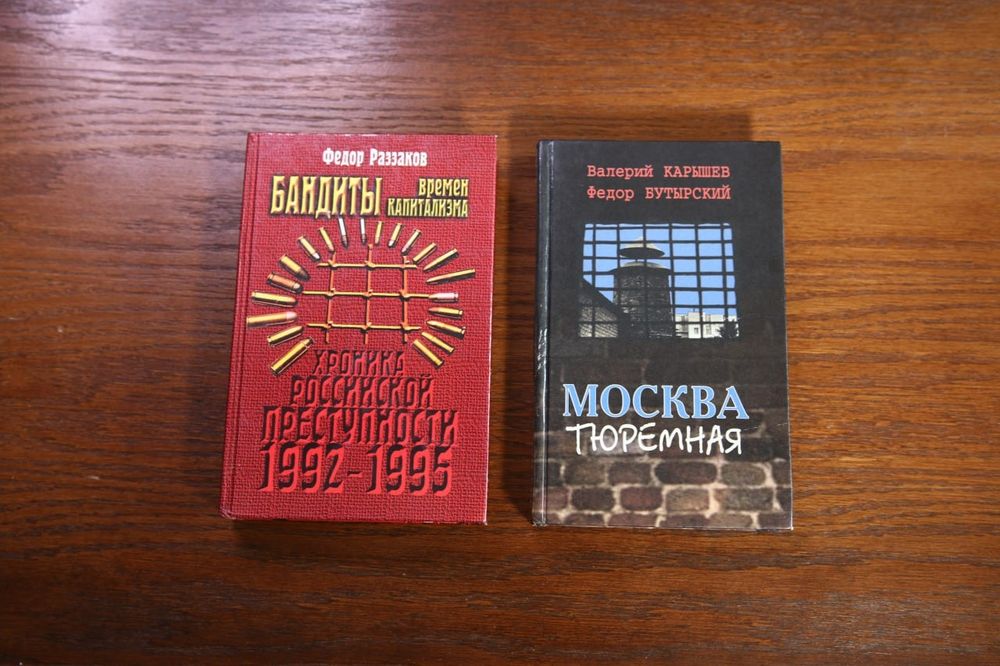 Федор Раззаков
БАНДИТЫ времен
капитализма
ХРОНИКА
РОССИЙСКОЙ
ПРЕСТУПНОСТИ
1992-1995
Валерий КАРЫШЕВ
Федор БУТЫРСКИЙ
МОСКВА
ТЮРЕМНАЯ